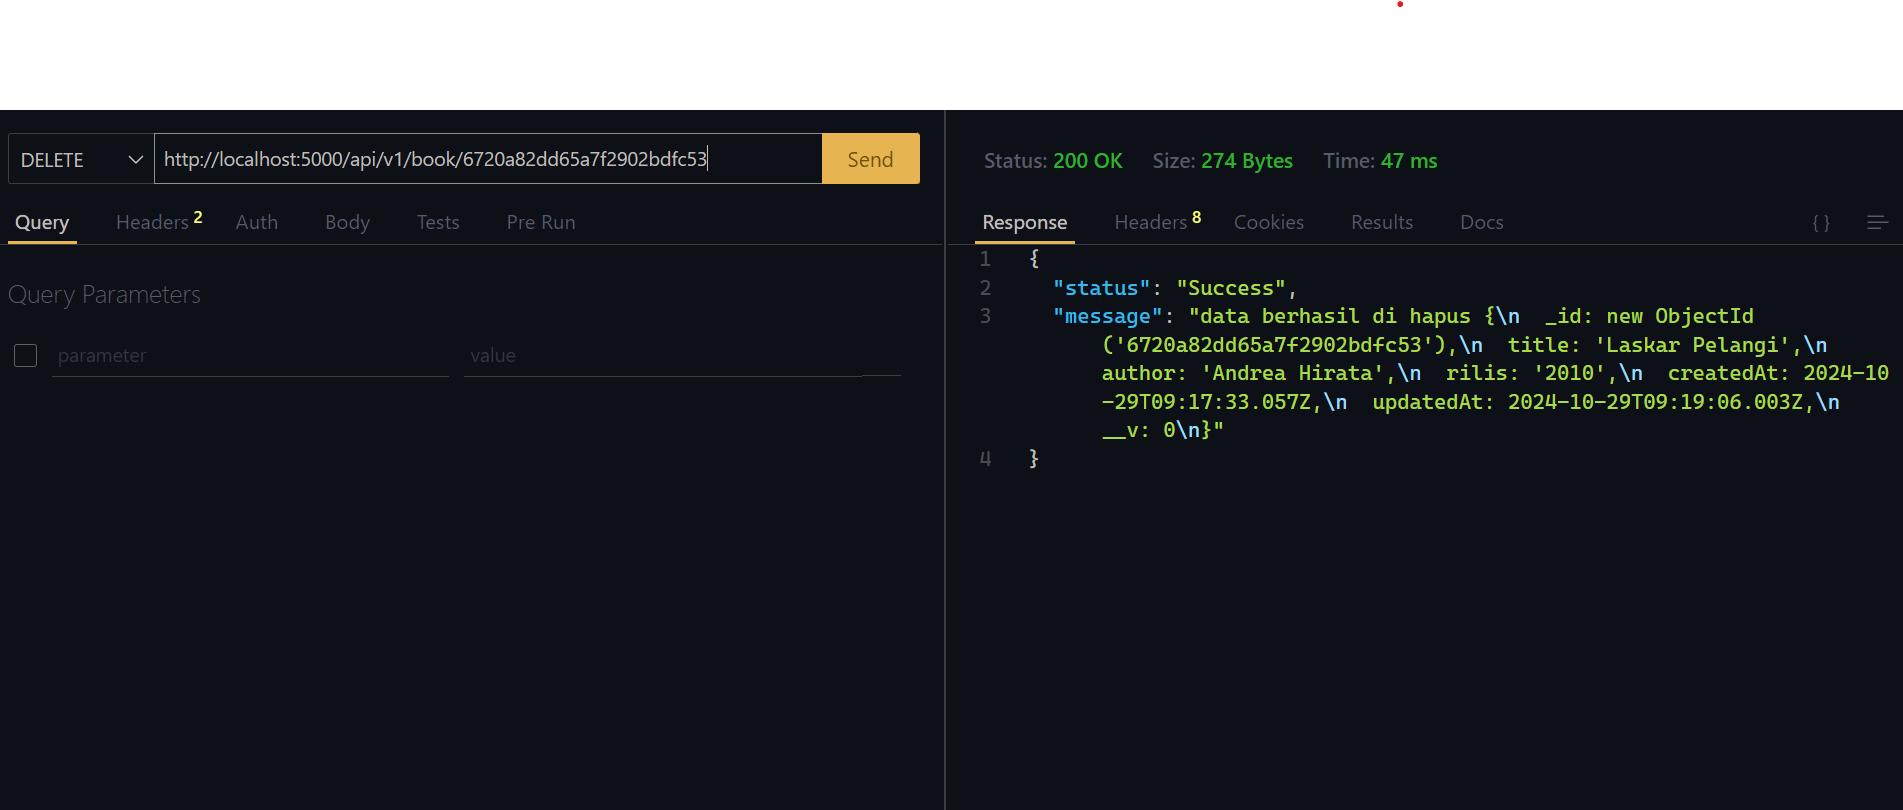 DELETE
http://localhost:5000/api/v1/book/6720a82dd65a7f2902bdfc53
Send
Query
Headers 2
Auth
Body
Tests
Pre Run
Query Parameters
parameter
value
Status: 200 OK
Size: 274 Bytes
Time: 47 ms
Response
Headers 8
Cookies
Results
Docs
{ }
1 {
2 "status": "Success",
3 "message": "data berhasil di hapus {\n  _id: new ObjectId
('6720a82dd65a7f2902bdfc53'),\n  title: 'Laskar Pelangi',\n
author: 'Andrea Hirata',\n  rilis: '2010',\n  createdAt: 2024-10
-29T09:17:33.057Z,\n  updatedAt: 2024-10-29T09:19:06.003Z,\n
__v: 0\n}"
4 }